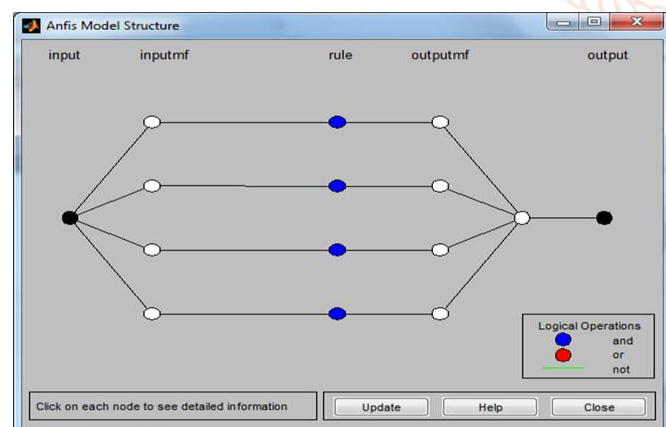 Anfis Model Structure
input inputmf rule outputmf output
Logical Operations
and
or
not
Click on each node to see detailed information
Update Help Close